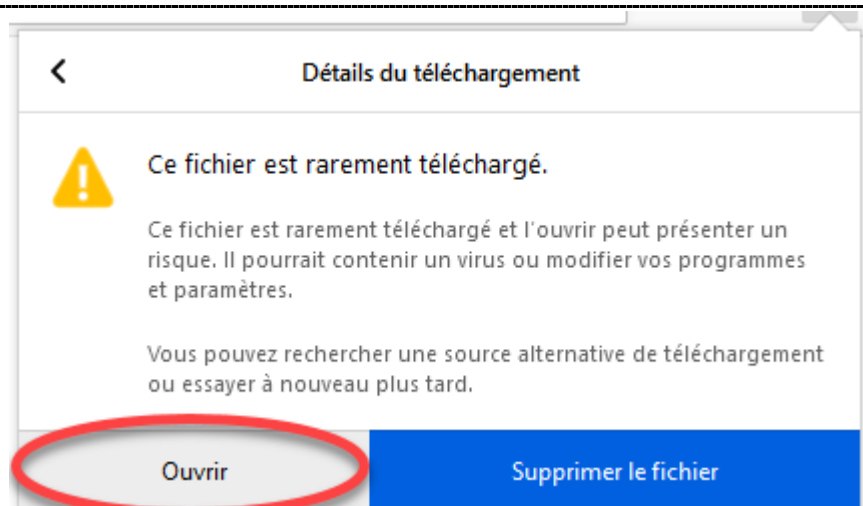 Détails du téléchargement
Ce fichier est rarement téléchargé.
Ce fichier est rarement téléchargé et l'ouvrir peut présenter un
risque. Il pourrait contenir un virus ou modifier vos programmes
et paramètres.
Vous pouvez rechercher une source alternative de téléchargement
ou essayer à nouveau plus tard.
Ouvrir
Supprimer le fichier